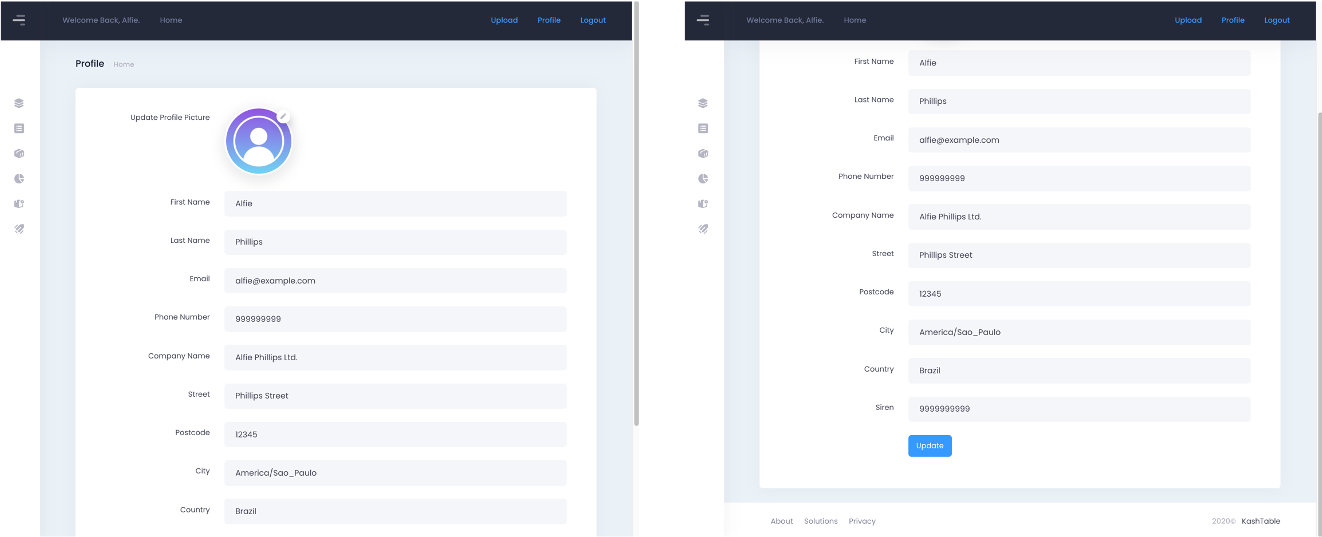 Welcome Back, Alfie. Home Upload Profile Logout
Profile Home
Update Profile Picture
First Name Alfie
Last Name Phillips
Email alfie@example.com
Phone Number 999999999
Company Name Alfie Phillips Ltd.
Street Phillips Street
Postcode 12345
City America/Sao_Paulo
Country Brazil
Welcome Back, Alfie. Home Upload Profile Logout
First Name Alfie
Last Name Phillips
Email alfie@example.com
Phone Number 999999999
Company Name Alfie Phillips Ltd.
Street Phillips Street
Postcode 12345
City America/Sao_Paulo
Country Brazil
Siren 9999999999
Update
About Solutions Privacy 2020© KashTable